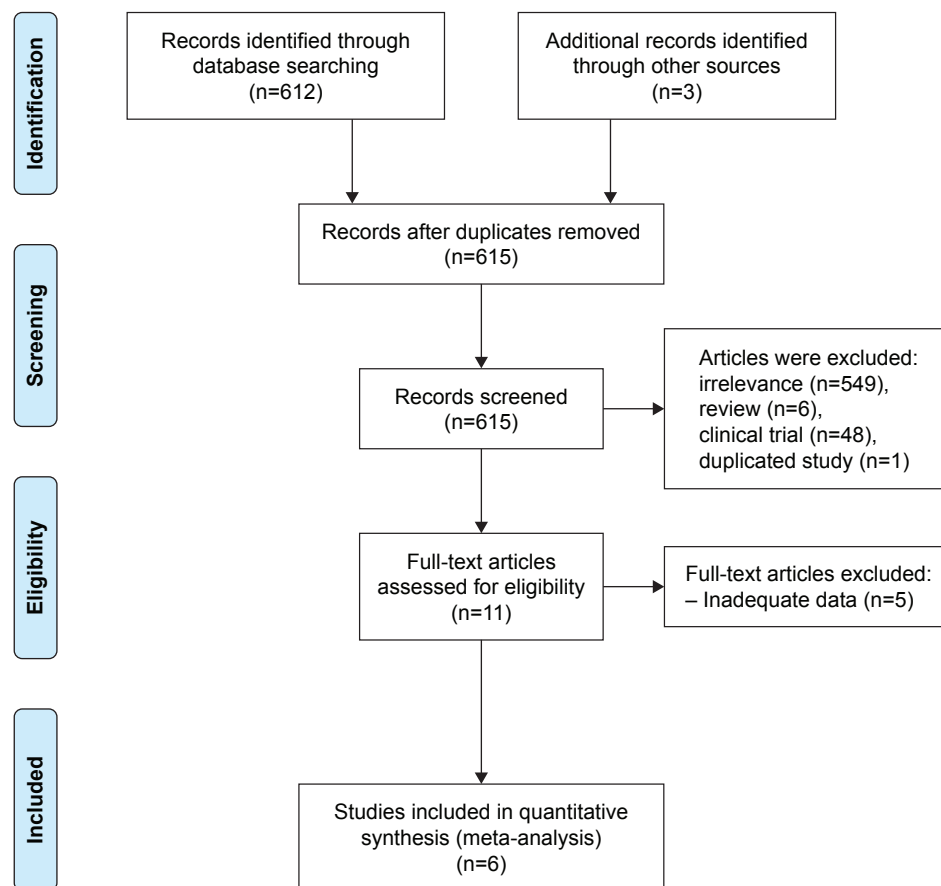 Identification
Records identified through
database searching
(n=612)
Additional records identified
through other sources
(n=3)
Records after duplicates removed
(n=615)
Screening
Records screened
(n=615)
Articles were excluded:
irrelevance (n=549),
review (n=6),
clinical trial (n=48),
duplicated study (n=1)
Eligibility
Full-text articles
assessed for eligibility
(n=11)
Full-text articles excluded:
– Inadequate data (n=5)
Included
Studies included in quantitative
synthesis (meta-analysis)
(n=6)